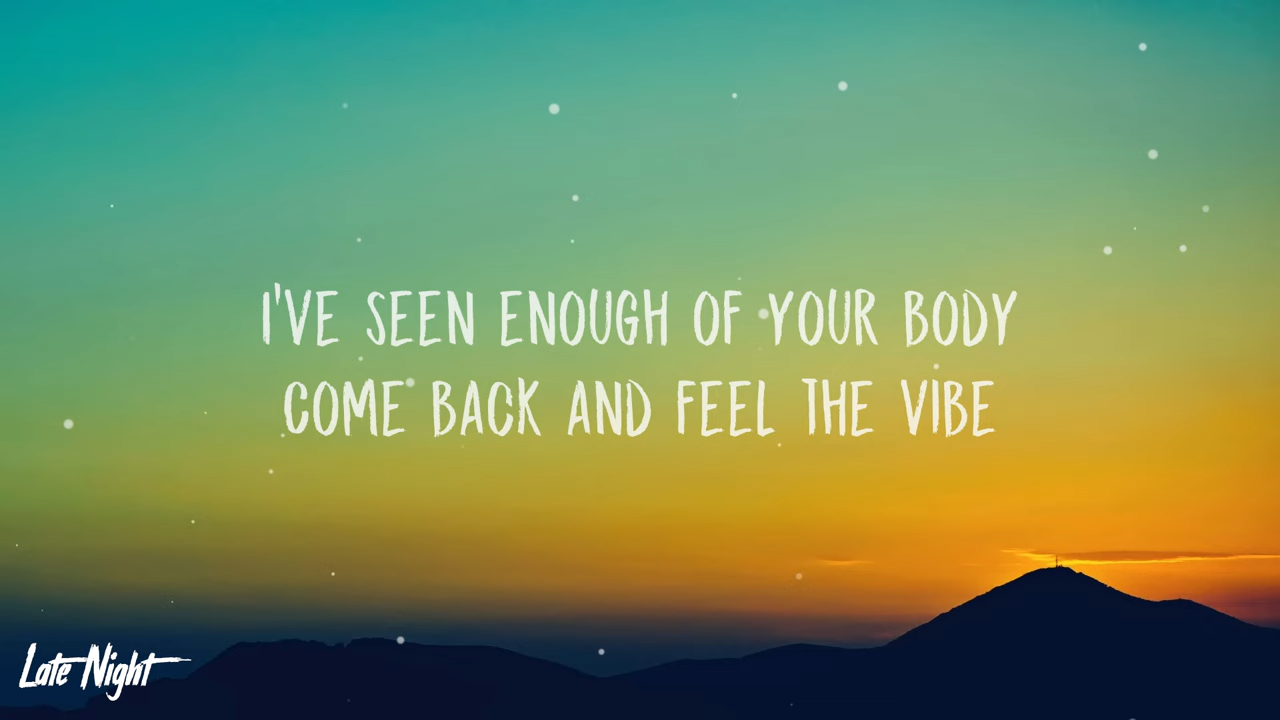 I'VE SEEN ENOUGH OF YOUR BODY
COME BACK AND FEEL THE VIBE
Late Night